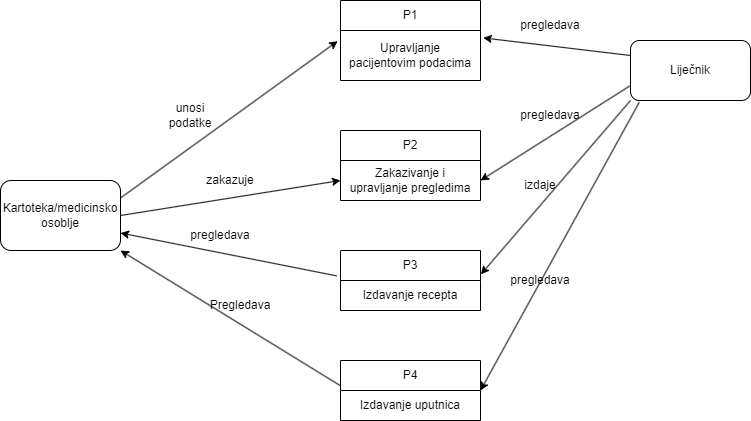 P1
Upravljanje
pacijentovim podacima
pregledava
Liječnik
unosi
podatke
pregledava
P2
Zakazivanje i
upravljanje pregledima
zakazuje
izdaje
Kartoteka/medicinsko
osoblje
pregledava
P3
Izdavanje recepta
pregledava
Pregledava
P4
Izdavanje uputnica